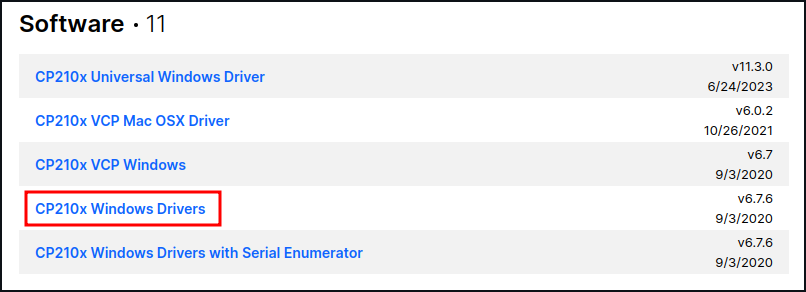 Software • 11
CP210x Universal Windows Driver
v11.3.0
6/24/2023
CP210x VCP Mac OSX Driver
v6.0.2
10/26/2021
CP210x VCP Windows
v6.7
9/3/2020
CP210x Windows Drivers
v6.7.6
9/3/2020
CP210x Windows Drivers with Serial Enumerator
v6.7.6
9/3/2020